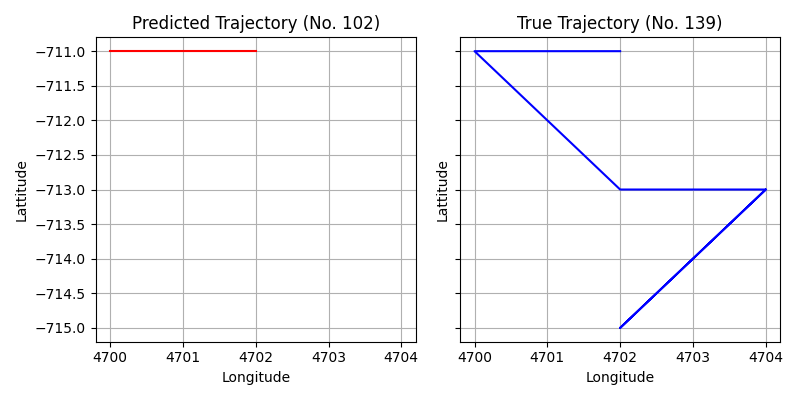 Predicted Trajectory (No. 102)
−711.0
−711.5
−712.0
−712.5
−713.0
−713.5
−714.0
−714.5
−715.0
Lattitude
4700 4701 4702 4703 4704
Longitude
True Trajectory (No. 139)
Lattitude
4700 4701 4702 4703 4704
Longitude